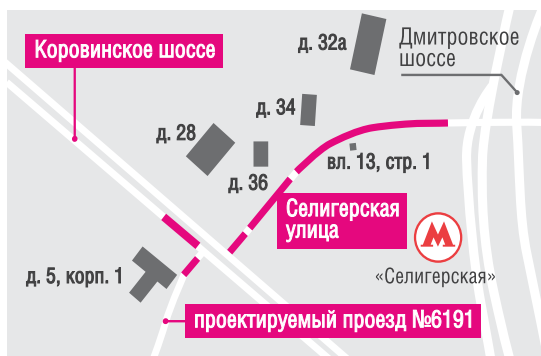 д. 32а
Дмитровское
шоссе
Коровинское шоссе
д. 34
д. 28
вл. 13, стр. 1
д. 36
Селигерская
улица
М
«Селигерская»
д. 5, корп. 1
проектируемый проезд №6191